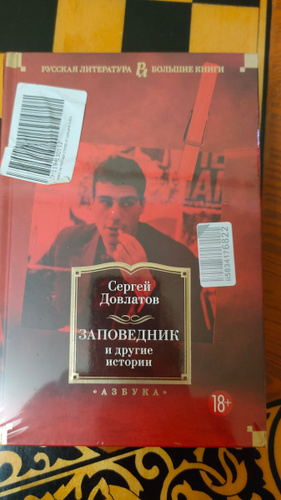 РУССКАЯ ЛИТЕРАТУРА БОЛЬШИЕ КНИГИ
Сергей
Довлатов
ЗАПОВЕДНИК
и другие
истории
«АЗБУКА»
18+